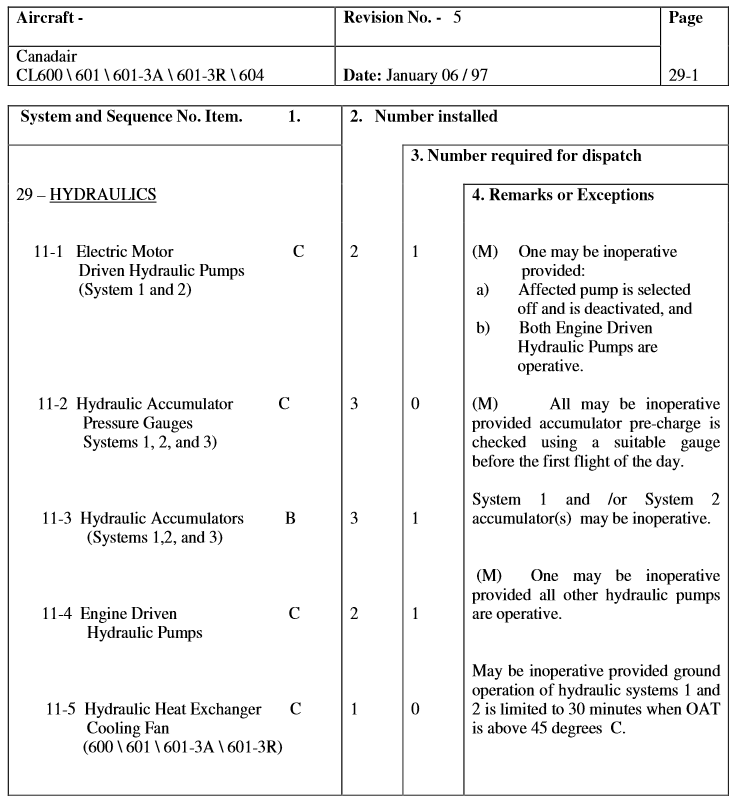 Aircraft - Revision No. - 5 Page
Canadair
CL600 \ 601 \ 601-3A \ 601-3R \ 604 Date: January 06 / 97 29-1
System and Sequence No. Item. 1. 2. Number installed
3. Number required for dispatch
29 – HYDRAULICS 4. Remarks or Exceptions
11-1 Electric Motor C 2 1 (M) One may be inoperative
Driven Hydraulic Pumps provided:
(System 1 and 2) a) Affected pump is selected
off and is deactivated, and
b) Both Engine Driven
Hydraulic Pumps are
operative.
11-2 Hydraulic Accumulator C 3 0 (M) All may be inoperative
Pressure Gauges provided accumulator pre-charge is
Systems 1, 2, and 3) checked using a suitable gauge
before the first flight of the day.
System 1 and /or System 2
11-3 Hydraulic Accumulators B 3 1 accumulator(s) may be inoperative.
(Systems 1,2, and 3)
(M) One may be inoperative
provided all other hydraulic pumps
11-4 Engine Driven C 2 1 are operative.
Hydraulic Pumps
May be inoperative provided ground
operation of hydraulic systems 1 and
11-5 Hydraulic Heat Exchanger C 1 0 2 is limited to 30 minutes when OAT
Cooling Fan is above 45 degrees C.
(600 \ 601 \ 601-3A \ 601-3R)